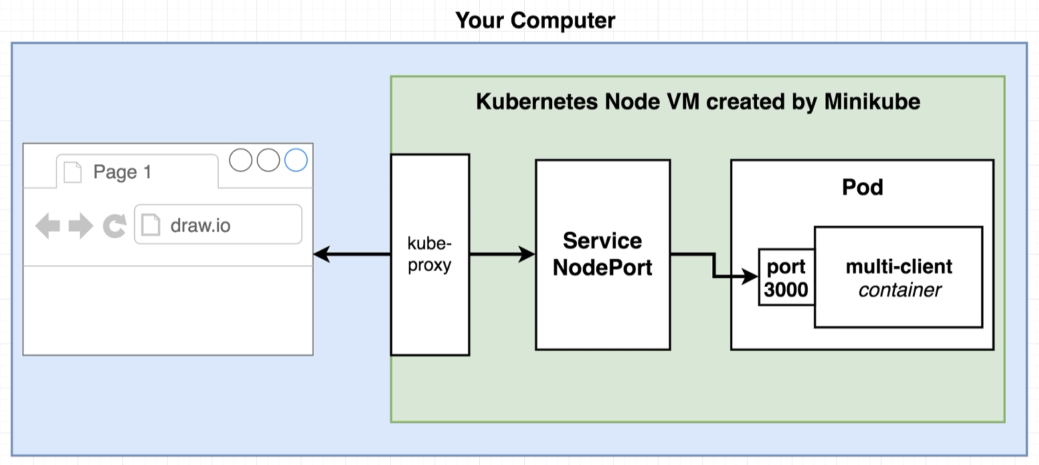 Your Computer
Kubernetes Node VM created by Minikube
Page 1
draw.io
kube-
proxy
Service
NodePort
Pod
port
3000
multi-client
container